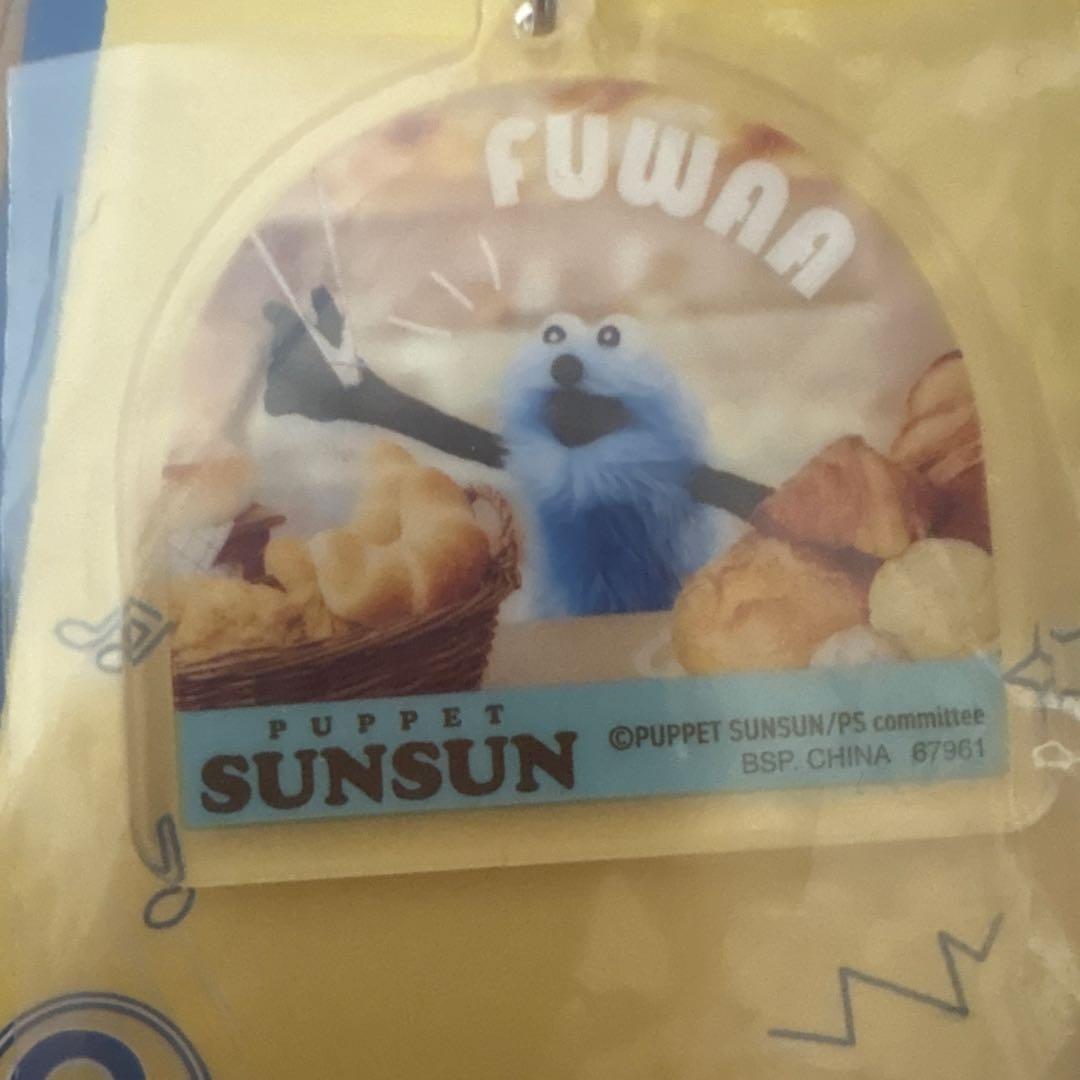 FUWAA
PUPPET
SUNSUN
©PUPPET SUNSUN/PS committee
BSP. CHINA 67961